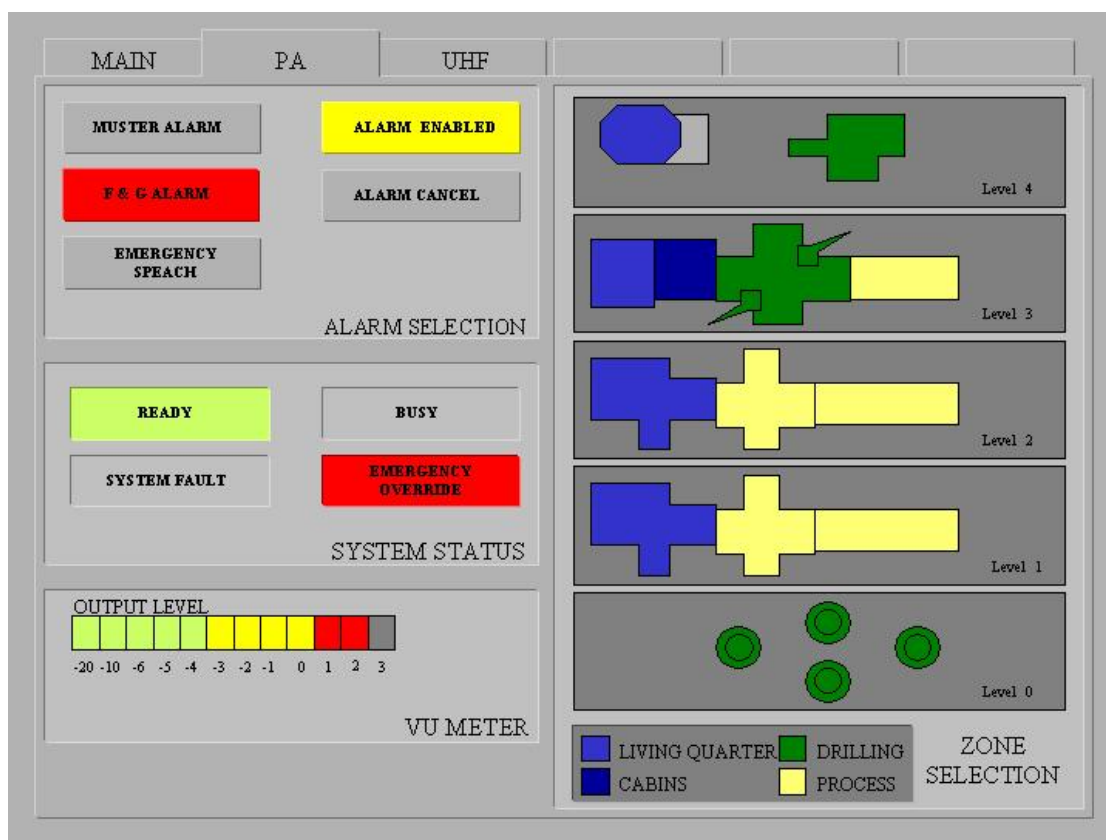 MAIN PA UHF
MUSTER ALARM
ALARM ENABLED
F & G ALARM
ALARM CANCEL
EMERGENCY
SPEACH
ALARM SELECTION
READY
BUSY
SYSTEM FAULT
EMERGENCY
OVERRIDE
SYSTEM STATUS
OUTPUT LEVEL
-20 -10 -6 -5 -4 -3 -2 -1 0 1 2 3
VU METER
Level 4
Level 3
Level 2
Level 1
Level 0
LIVING QUARTER DRILLING
CABINS PROCESS
ZONE
SELECTION